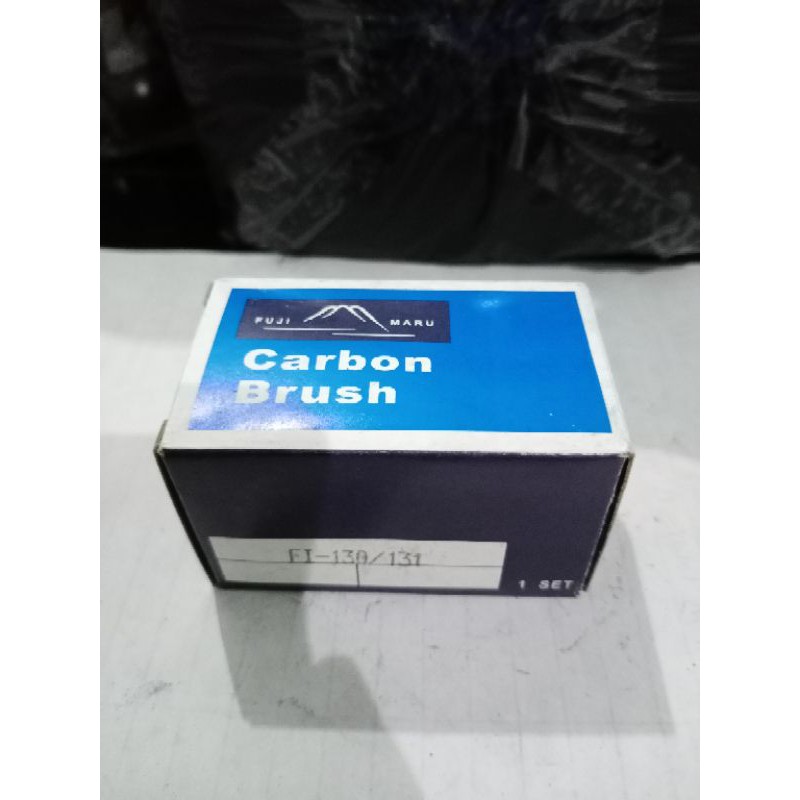 FUJI MARU
Carbon
Brush
FI-130/131
1 SET